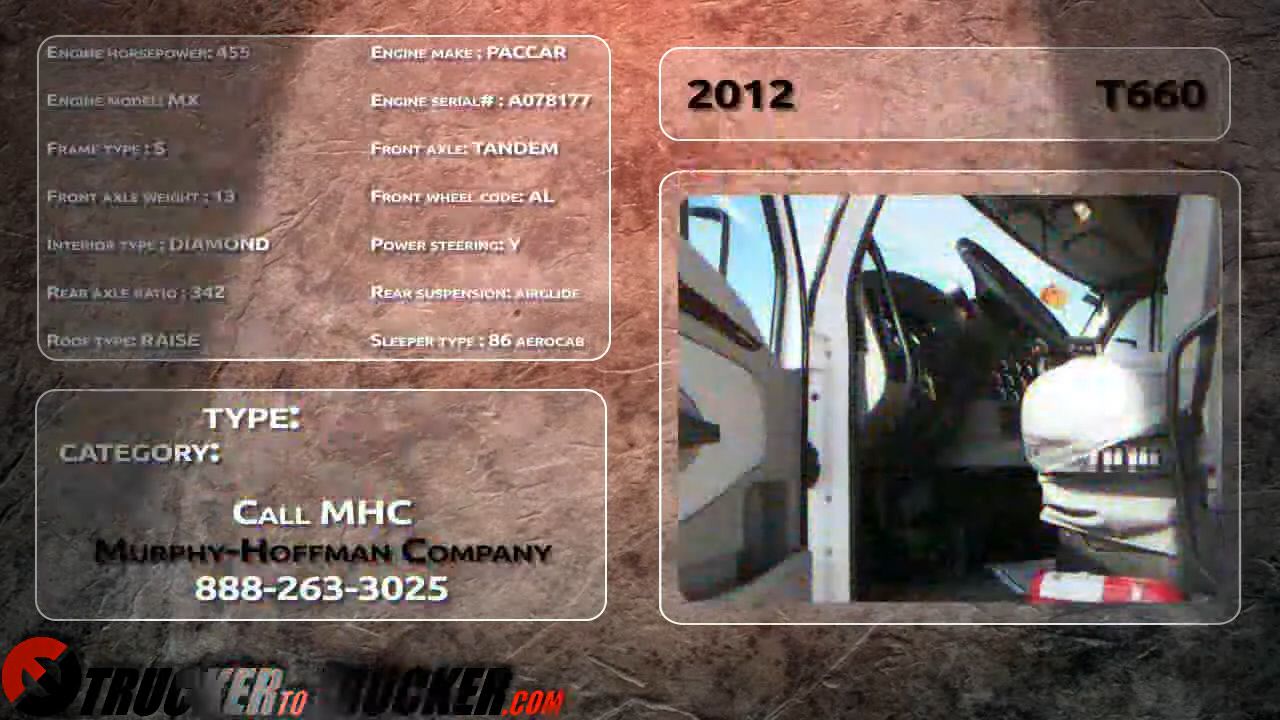 Engine horsepower: 455
Engine make : PACCAR
Engine model: MX
Engine serial# : A078177
Frame type : S
Front axle: TANDEM
Front axle weight : 13
Front wheel code: AL
Interior type : DIAMOND
Power steering: Y
Rear axle ratio : 342
Rear suspension: airglide
Roof type: RAISE
Sleeper type : 86 aerocab
2012 T660
TYPE:
CATEGORY:
Call MHC
Murphy-Hoffman Company
888-263-3025
TRUCKERTOTRUCKER.COM